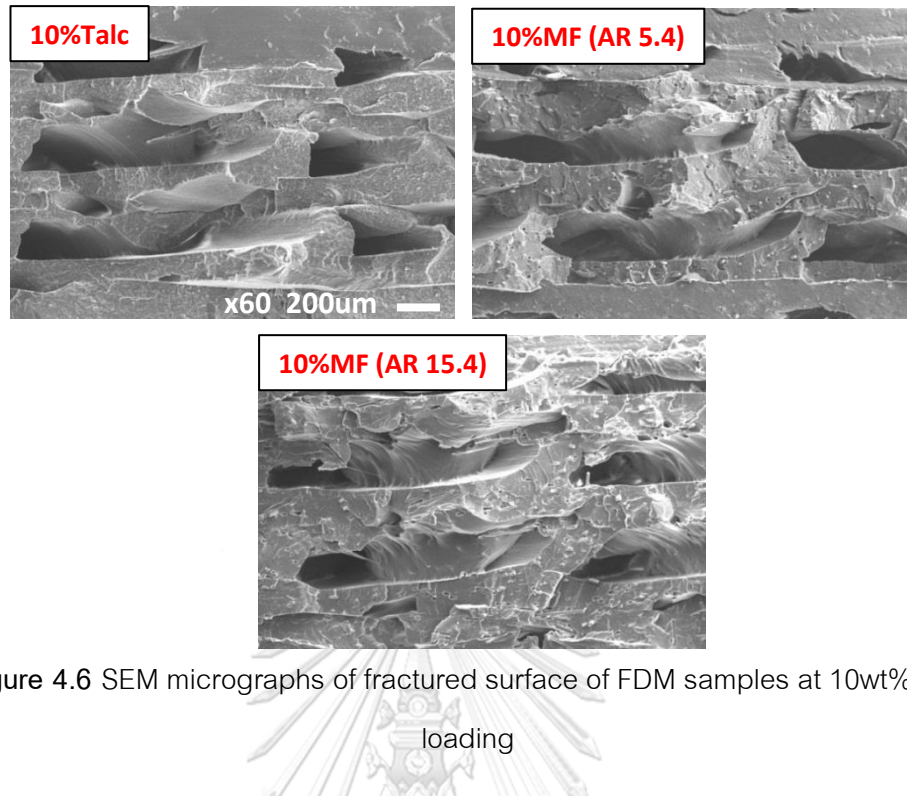 10%Talc
10%MF (AR 5.4)
x60 200um
10%MF (AR 15.4)
gure 4.6 SEM micrographs of fractured surface of FDM samples at 10wt%
loading